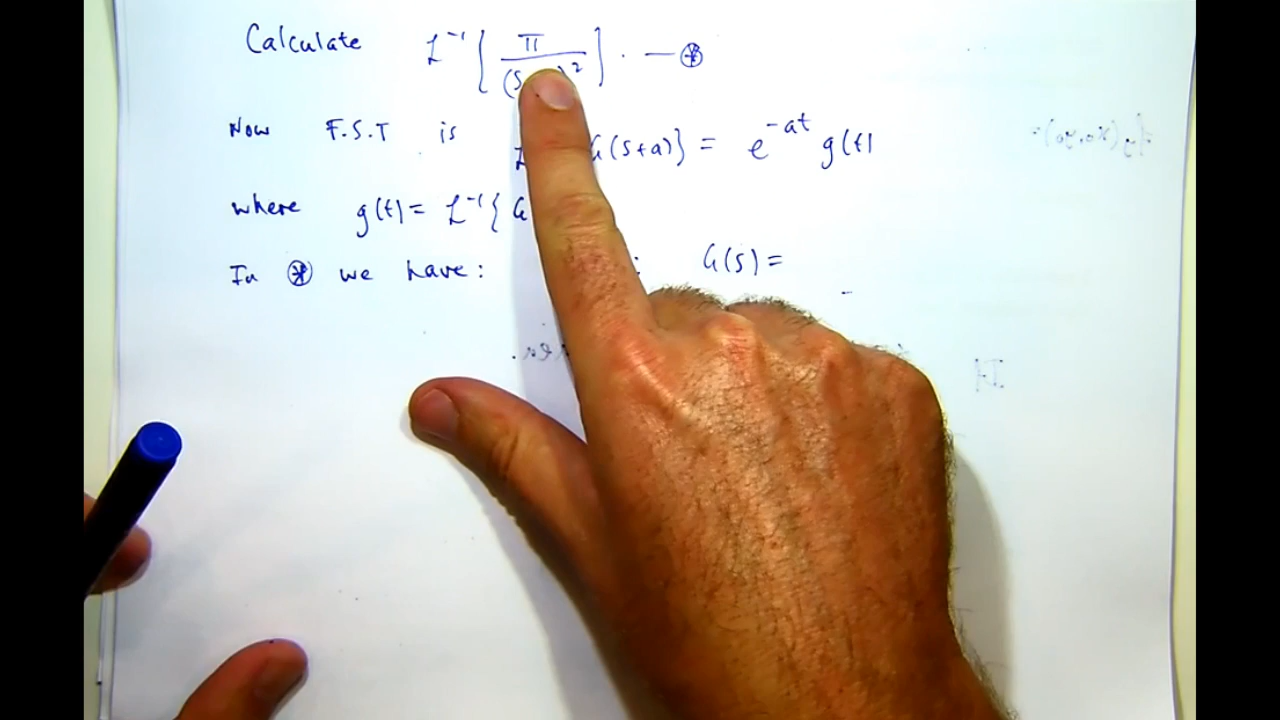 Calculate ℒ⁻¹ { π / (S )² } . — ⊛
Now F.S.T is G(s+a)} = e^{-at} g(t)
where g(t) = ℒ⁻¹ { G
In ⊛ we have: : G(s) =